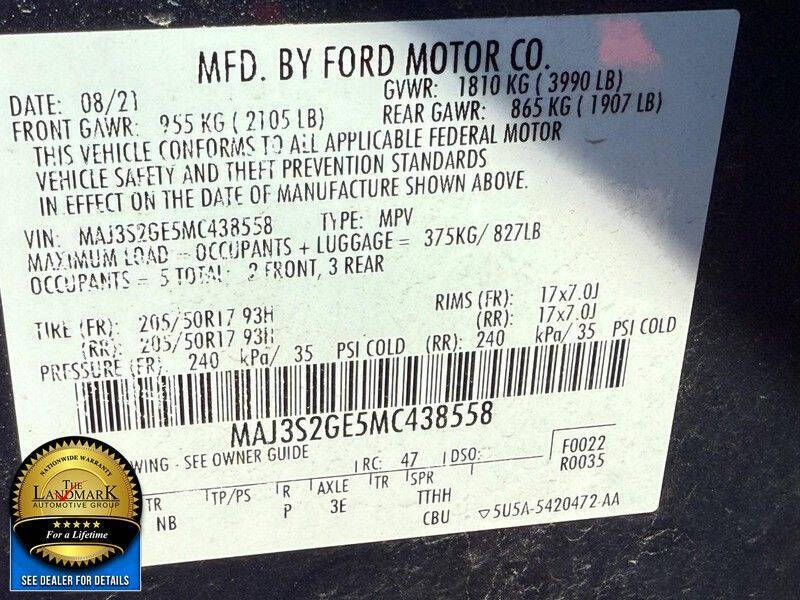 MFD. BY FORD MOTOR CO.
DATE: 08/21
GVWR: 1810 KG ( 3990 LB)
FRONT GAWR: 955 KG ( 2105 LB)
REAR GAWR: 865 KG ( 1907 LB)
THIS VEHICLE CONFORMS TO ALL APPLICABLE FEDERAL MOTOR
VEHICLE SAFETY AND THEFT PREVENTION STANDARDS
IN EFFECT ON THE DATE OF MANUFACTURE SHOWN ABOVE.
VIN: MAJ3S2GE5MC438558 TYPE: MPV
MAXIMUM LOAD = OCCUPANTS + LUGGAGE = 375KG/ 827LB
OCCUPANTS = 5 TOTAL: 2 FRONT, 3 REAR
TIRE (FR): 205/50R17 93H RIMS (FR): 17x7.0J
(RR): 205/50R17 93H (RR): 17x7.0J
PRESSURE (FR) 240 kPa/ 35 PSI COLD (RR): 240 kPa/ 35 PSI COLD
MAJ3S2GE5MC438558
WING - SEE OWNER GUIDE
RC: 47 DSO:
F0022
R0035
TR TP/PS R AXLE TR SPR
NB P 3E TTHH
CBU 5U5A-5420472-AA
NATIONWIDE WARRANTY
THE
LANDMARK
AUTOMOTIVE GROUP
For a Lifetime
SEE DEALER FOR DETAILS